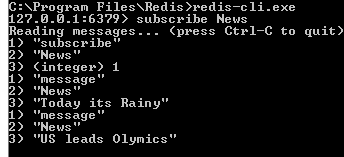 C:\Program Files\Redis>redis-cli.exe
127.0.0.1:6379> subscribe News
Reading messages... (press Ctrl-C to quit)
1) "subscribe"
2) "News"
3) (integer) 1
1) "message"
2) "News"
3) "Today its Rainy"
1) "message"
2) "News"
3) "US leads Olymics"